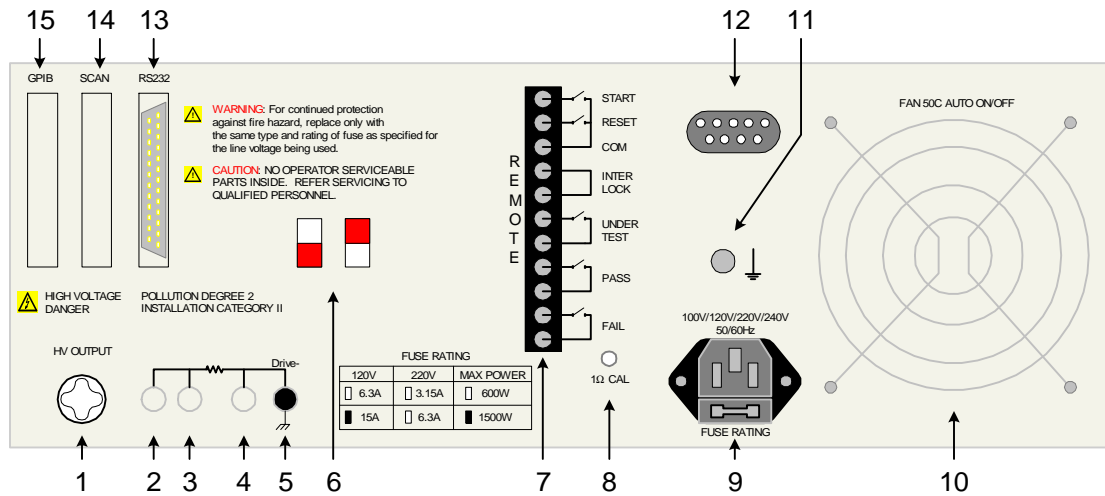 15 14 13 12 11
GPIB SCAN RS232
WARNING: For continued protection
against fire hazard, replace only with
the same type and rating of fuse as specified for
the line voltage being used.
CAUTION: NO OPERATOR SERVICEABLE
PARTS INSIDE. REFER SERVICING TO
QUALIFIED PERSONNEL.
HIGH VOLTAGE
DANGER
POLLUTION DEGREE 2
INSTALLATION CATEGORY II
HV OUTPUT
Drive-
FUSE RATING
120V 220V MAX POWER
6.3A 3.15A 600W
15A 6.3A 1500W
REMOTE
START
RESET
COM
INTER
LOCK
UNDER
TEST
PASS
FAIL
1Ω CAL
100V/120V/220V/240V
50/60Hz
FUSE RATING
FAN 50C AUTO ON/OFF
1 2 3 4 5 6 7 8 9 10